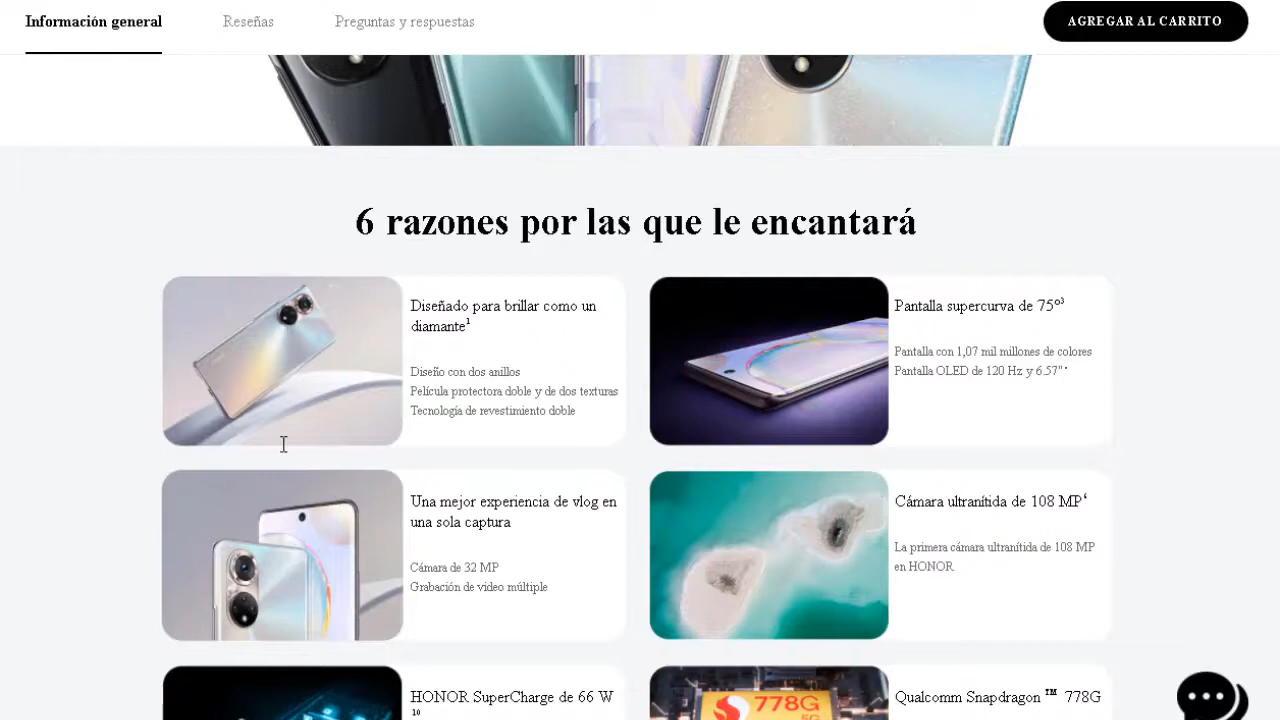 Información general
Reseñas
Preguntas y respuestas
AGREGAR AL CARRITO
6 razones por las que le encantará
Diseñado para brillar como un
diamante¹
Diseño con dos anillos
Película protectora doble y de dos texturas
Tecnología de revestimiento doble
Pantalla supercurva de 75°³
Pantalla con 1,07 mil millones de colores
Pantalla OLED de 120 Hz y 6.57"
Una mejor experiencia de vlog en
una sola captura
Cámara de 32 MP
Grabación de video múltiple
Cámara ultranítida de 108 MP
La primera cámara ultranítida de 108 MP
en HONOR
HONOR SuperCharge de 66 W
10
Qualcomm Snapdragon ™ 778G
778G
5G